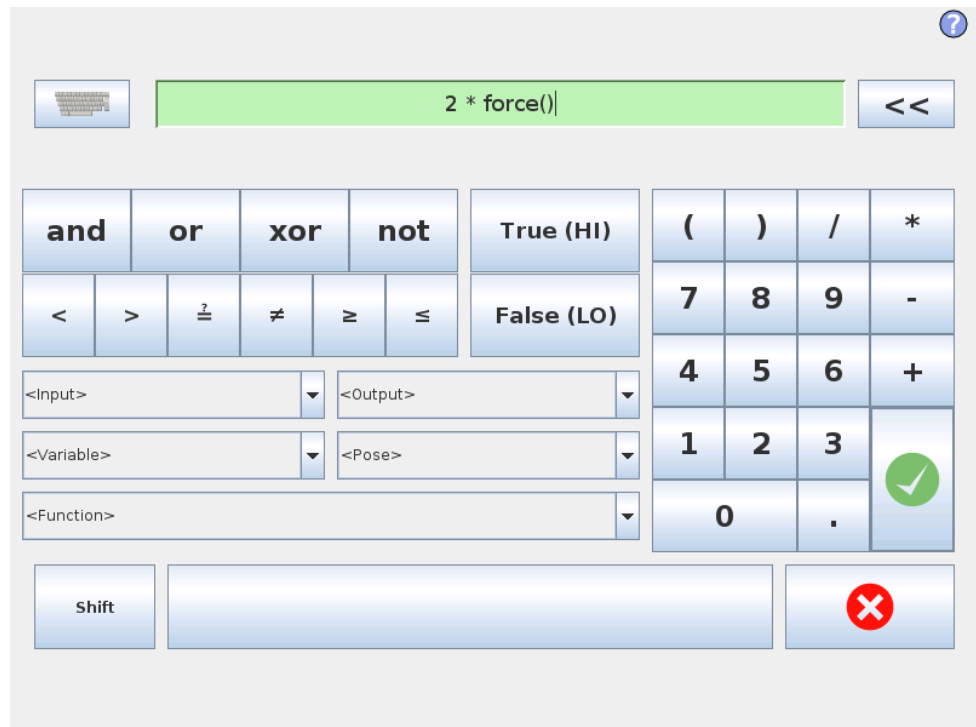 ?
2 * force()
<<
and or xor not True (HI) ( ) / *
< > ≟ ≠ ≥ ≤ False (LO) 7 8 9 -
<Input> <Output> 4 5 6 +
<Variable> <Pose> 1 2 3
<Function> 0 .
Shift